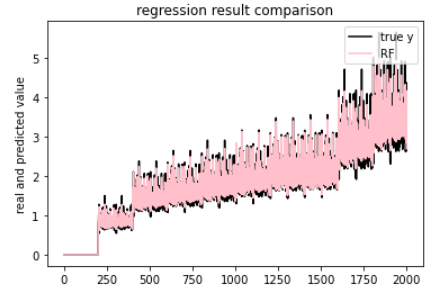 regression result comparison
true y
RF
real and predicted value
5
4
3
2
1
0
0 250 500 750 1000 1250 1500 1750 2000